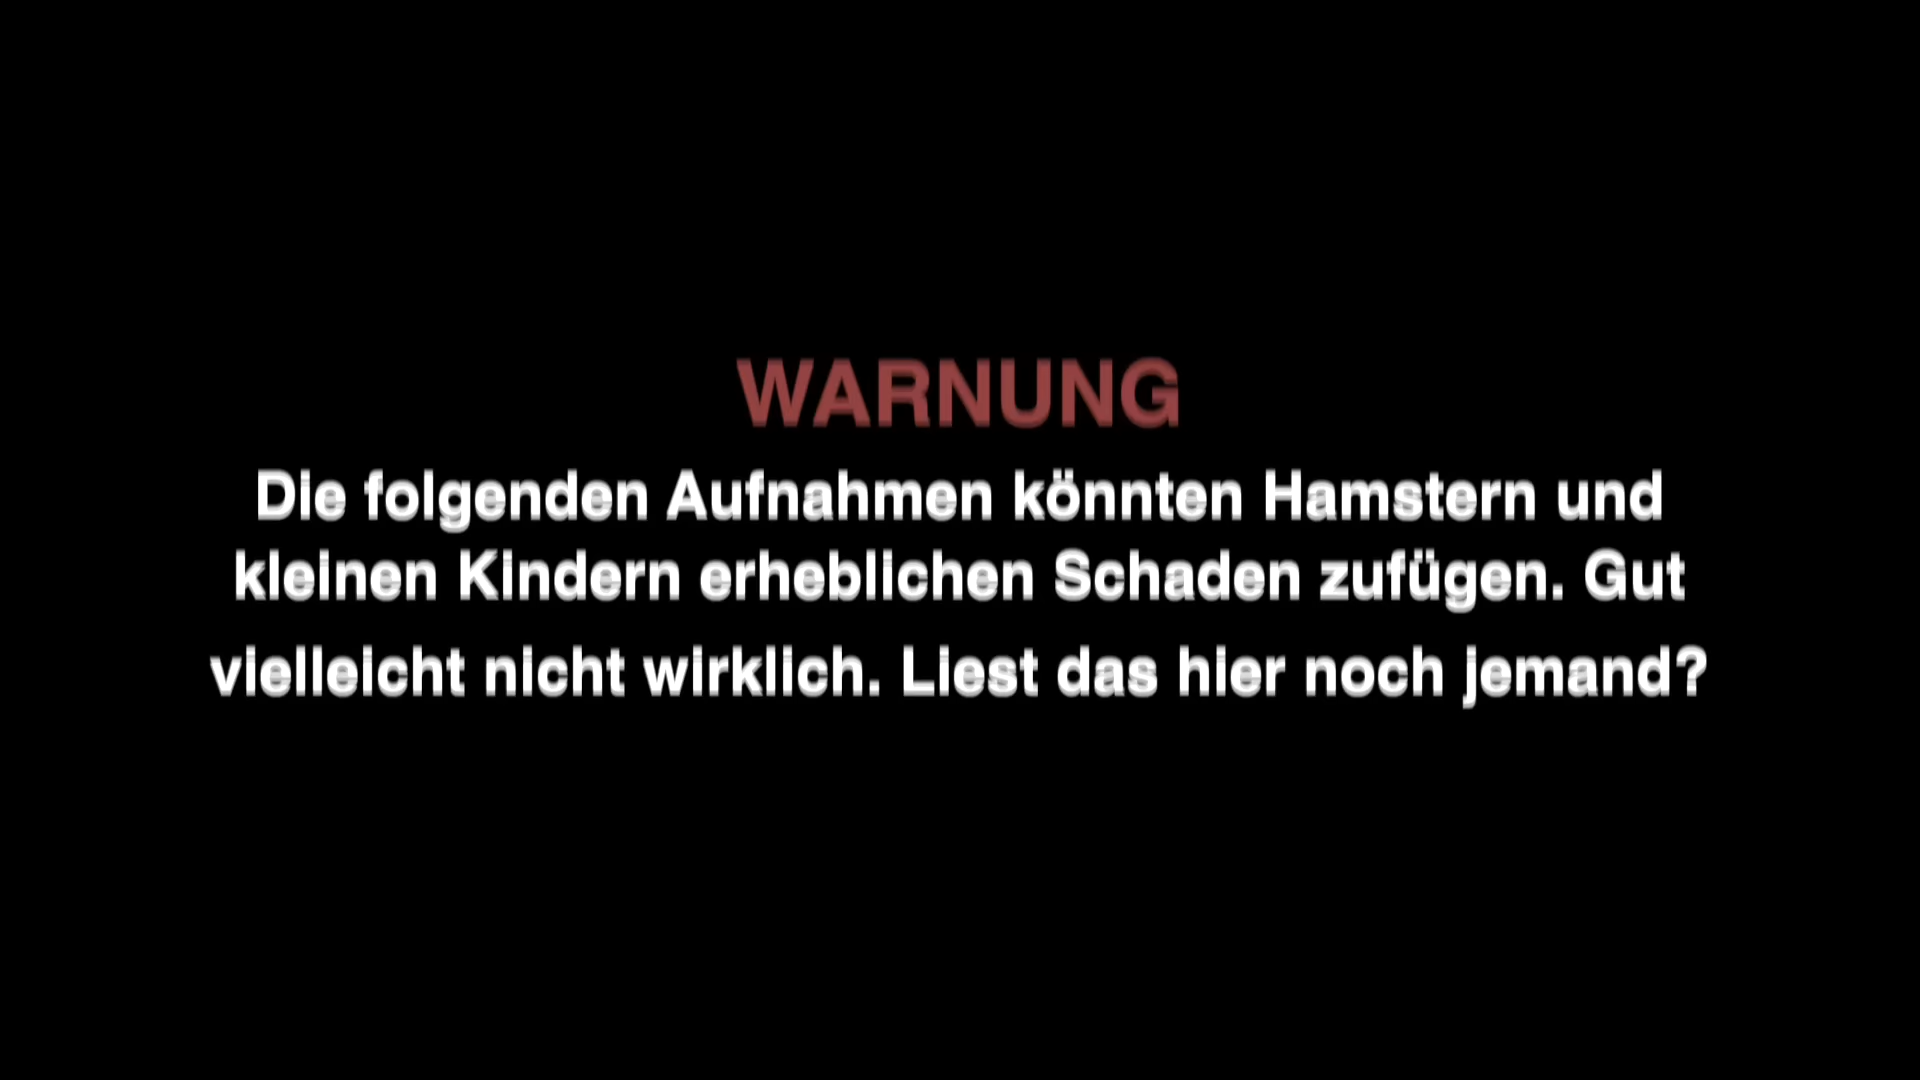 WARNUNG
Die folgenden Aufnahmen könnten Hamstern und
kleinen Kindern erheblichen Schaden zufügen. Gut
vielleicht nicht wirklich. Liest das hier noch jemand?